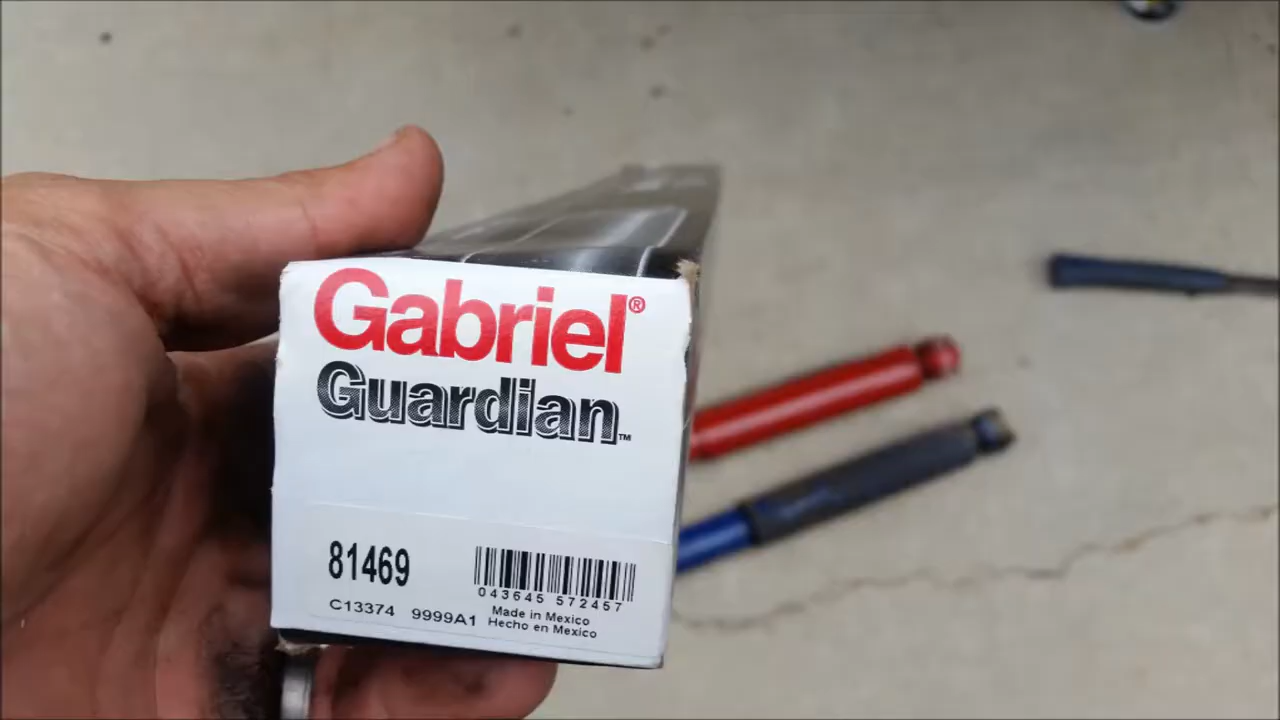 Gabriel®
Guardian™
81469
043645 572457
C13374 9999A1
Made in Mexico
Hecho en Mexico